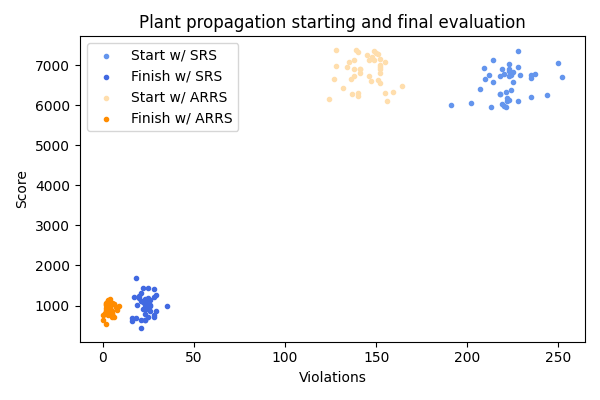 Plant propagation starting and final evaluation
Start w/ SRS
Finish w/ SRS
Start w/ ARRS
Finish w/ ARRS
Score
7000
6000
5000
4000
3000
2000
1000
0 50 100 150 200 250
Violations